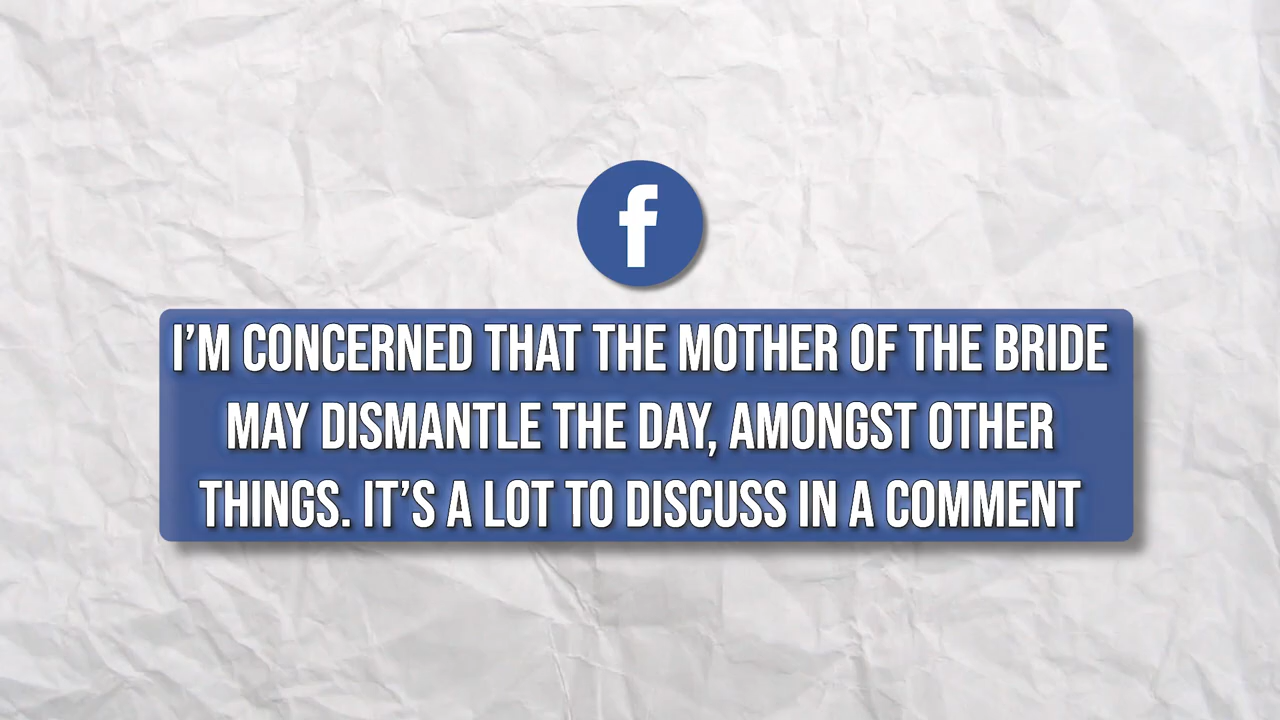 f
I'M CONCERNED THAT THE MOTHER OF THE BRIDE
MAY DISMANTLE THE DAY, AMONGST OTHER
THINGS. IT'S A LOT TO DISCUSS IN A COMMENT